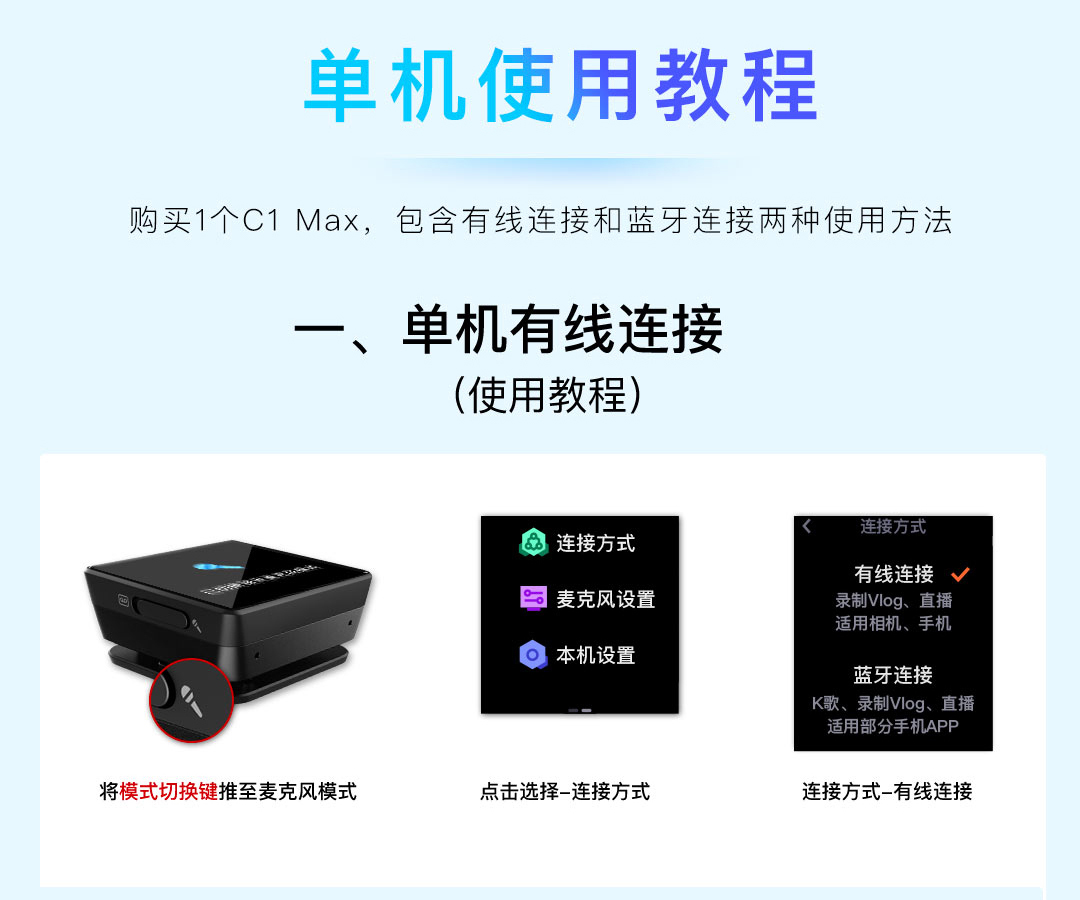 单机使用教程
购买1个C1 Max，包含有线连接和蓝牙连接两种使用方法
一、单机有线连接
（使用教程）
连接方式
麦克风设置
本机设置
连接方式
有线连接
录制Vlog、直播
适用相机、手机
蓝牙连接
K歌、录制Vlog、直播
适用部分手机APP
将模式切换键推至麦克风模式
点击选择-连接方式
连接方式-有线连接